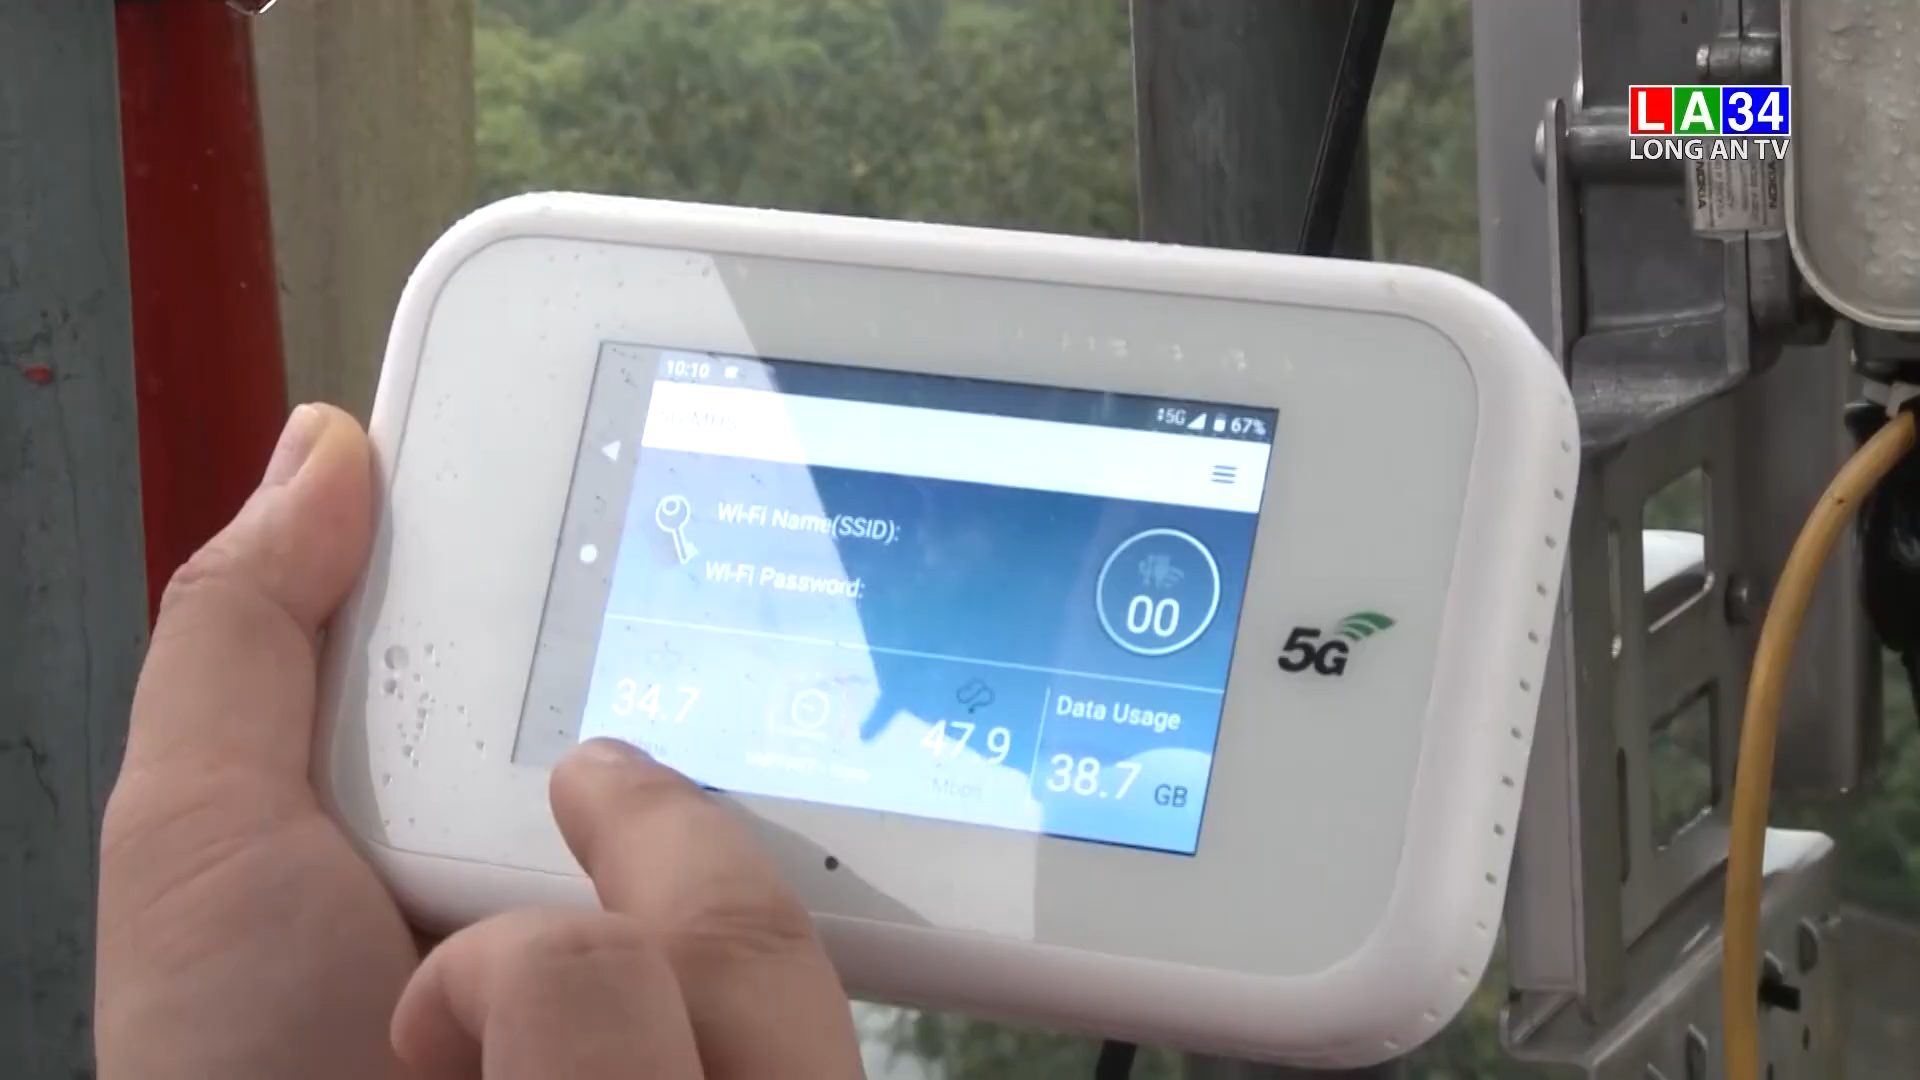 LA34
LONG AN TV
NOKIA
10:10
5G 67%
Wi-Fi Name(SSID):
Wi-Fi Password:
00
5G
34.7
47.9
Mbps
Data Usage
38.7 GB